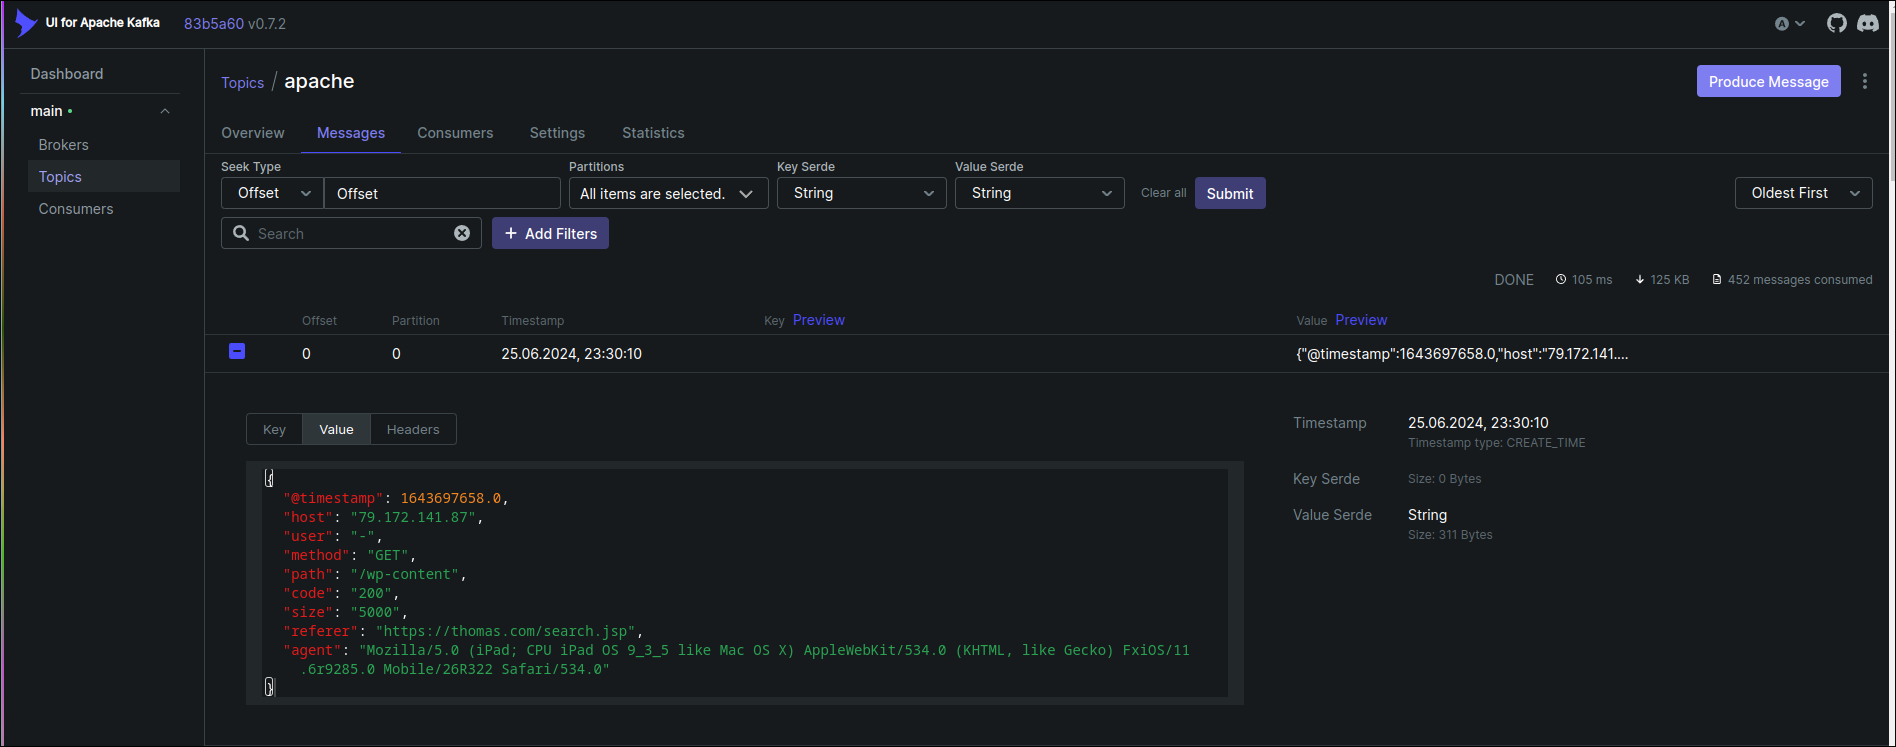 UI for Apache Kafka 83b5a60 v0.7.2 A
Dashboard
main
Brokers
Topics
Consumers
Topics / apache
Produce Message
Overview Messages Consumers Settings Statistics
Seek Type Partitions Key Serde Value Serde
Offset Offset All items are selected. String String Clear all Submit Oldest First
Search + Add Filters
DONE 105 ms 125 KB 452 messages consumed
Offset Partition Timestamp Key Preview Value Preview
0 0 25.06.2024, 23:30:10 {"@timestamp":1643697658.0,"host":"79.172.141....
Key Value Headers
{
"@timestamp": 1643697658.0,
"host": "79.172.141.87",
"user": "-",
"method": "GET",
"path": "/wp-content",
"code": "200",
"size": "5000",
"referer": "https://thomas.com/search.jsp",
"agent": "Mozilla/5.0 (iPad; CPU iPad OS 9_3_5 like Mac OS X) AppleWebKit/534.0 (KHTML, like Gecko) FxiOS/11
.6r9285.0 Mobile/26R322 Safari/534.0"
}
Timestamp 25.06.2024, 23:30:10
Timestamp type: CREATE_TIME
Key Serde Size: 0 Bytes
Value Serde String
Size: 311 Bytes